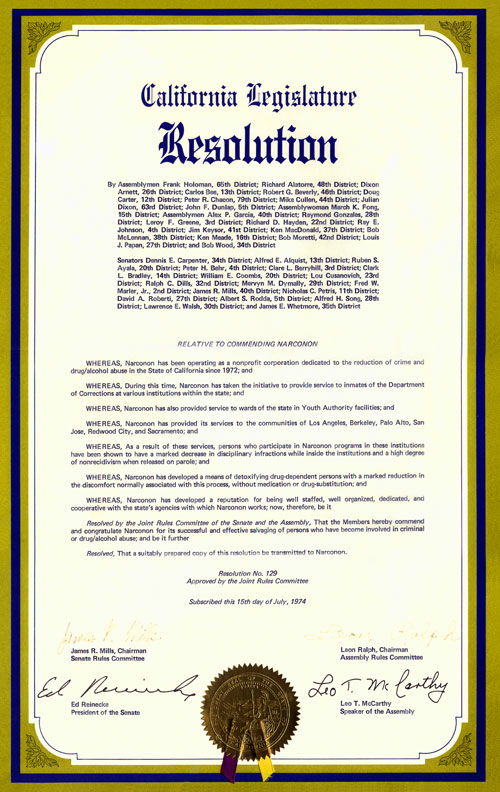 California Legislature
Resolution
By Assemblymen Frank Holoman, 65th District; Richard Alatorre, 48th District; Dixon
Arnett, 26th District; Carlos Bee, 13th District; Robert G. Beverly, 46th District; Doug
Carter, 12th District; Peter R. Chacon, 79th District; Mike Cullen, 44th District; Julian
Dixon, 63rd District; John F. Dunlap, 5th District; Assemblywoman March K. Fong,
15th District; Assemblymen Alex P. Garcia, 40th District; Raymond Gonzales, 28th
District; Leroy F. Greene, 3rd District; Richard D. Hayden, 22nd District; Ray E.
Johnson, 4th District; Jim Keysor, 41st District; Ken MacDonald, 37th District; Bob
McLennan, 38th District; Ken Meade, 16th District; Bob Moretti, 42nd District; Louis
J. Papan, 27th District; and Bob Wood, 34th District
Senators Dennis E. Carpenter, 34th District; Alfred E. Alquist, 13th District; Ruben S.
Ayala, 20th District; Peter H. Behr, 4th District; Clare L. Berryhill, 3rd District; Clark
L. Bradley, 14th District; William E. Coombs, 20th District; Lou Cusanovich, 23rd
District; Ralph C. Dills, 32nd District; Mervyn M. Dymally, 29th District; Fred W.
Marler, Jr., 2nd District; James R. Mills, 40th District; Nicholas C. Petris, 11th District;
David A. Roberti, 27th District; Albert S. Rodda, 5th District; Alfred H. Song, 28th
District; Lawrence E. Walsh, 30th District; and James E. Whetmore, 35th District
RELATIVE TO COMMENDING NARCONON
WHEREAS, Narconon has been operating as a nonprofit corporation dedicated to the reduction of crime and
drug/alcohol abuse in the State of California since 1972; and
WHEREAS, During this time, Narconon has taken the initiative to provide service to inmates of the Department
of Corrections at various institutions within the state; and
WHEREAS, Narconon has also provided service to wards of the state in Youth Authority facilities; and
WHEREAS, Narconon has provided its services to the communities of Los Angeles, Berkeley, Palo Alto, San
Jose, Redwood City, and Sacramento; and
WHEREAS, As a result of these services, persons who participate in Narconon programs in these institutions
have been shown to have a marked decrease in disciplinary infractions while inside the institutions and a high degree
of nonrecidivism when released on parole; and
WHEREAS, Narconon has developed a means of detoxifying drug-dependent persons with a marked reduction in
the discomfort normally associated with this process, without medication or drug-substitution; and
WHEREAS, Narconon has developed a reputation for being well staffed, well organized, dedicated, and
cooperative with the state's agencies with which Narconon works; now, therefore, be it
Resolved by the Joint Rules Committee of the Senate and the Assembly, That the Members hereby commend
and congratulate Narconon for its successful and effective salvaging of persons who have become involved in criminal
or drug/alcohol abuse; and be it further
Resolved, That a suitably prepared copy of this resolution be transmitted to Narconon.
Resolution No. 129
Approved by the Joint Rules Committee
Subscribed this 15th day of July, 1974
James R. Mills
James R. Mills, Chairman
Senate Rules Committee
Leon Ralph
Leon Ralph, Chairman
Assembly Rules Committee
Ed Reinecke
Ed Reinecke
President of the Senate
Leo T. McCarthy
Leo T. McCarthy
Speaker of the Assembly